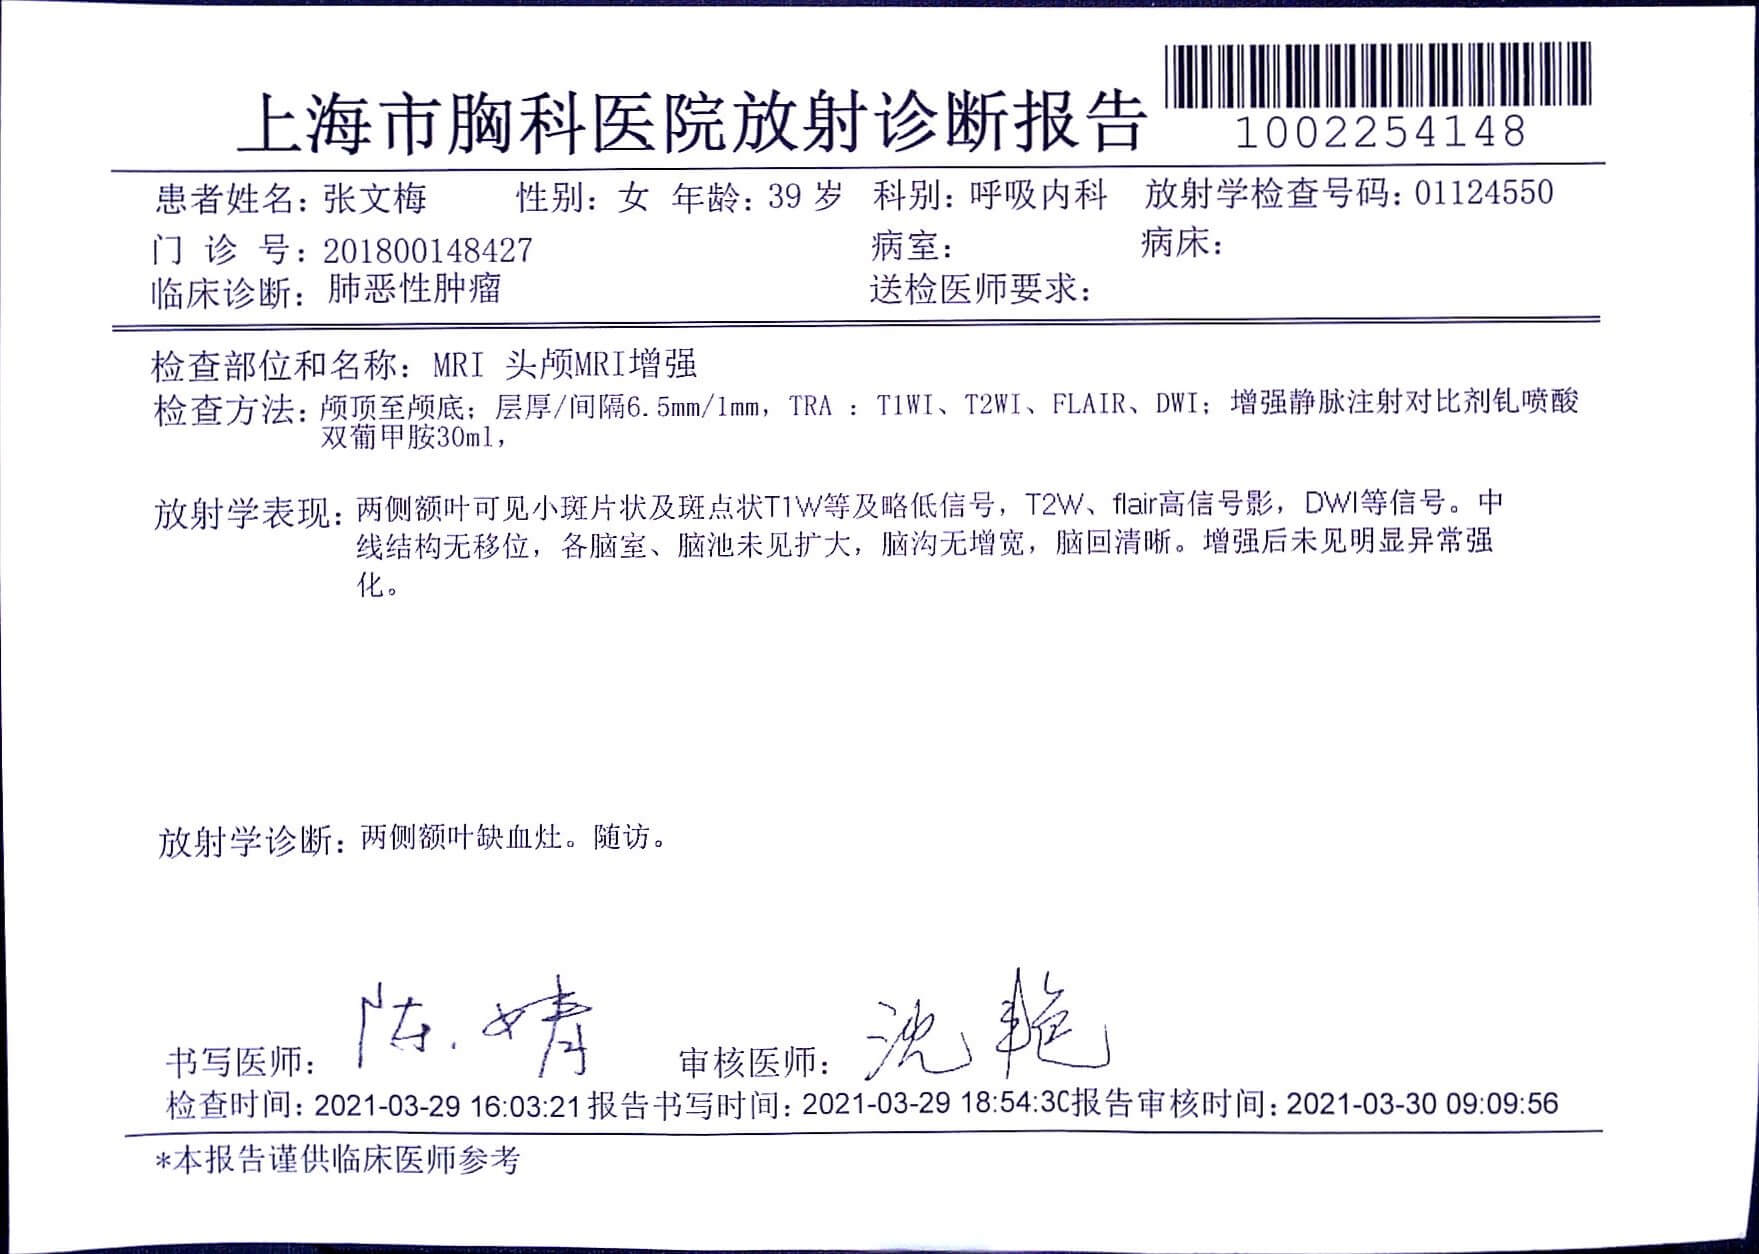 上海市胸科医院放射诊断报告
1002254148
患者姓名：张文梅 性别：女 年龄：39 岁 科别：呼吸内科 放射学检查号码：01124550
门 诊 号：201800148427 病室： 病床：
临床诊断：肺恶性肿瘤 送检医师要求：
检查部位和名称：MRI 头颅MRI增强
检查方法：颅顶至颅底；层厚/间隔6.5mm/1mm，TRA ：T1WI、T2WI、FLAIR、DWI；增强静脉注射对比剂钆喷酸
双葡甲胺30ml，
放射学表现：两侧额叶可见小斑片状及斑点状T1W等及略低信号，T2W、flair高信号影，DWI等信号。中
线结构无移位，各脑室、脑池未见扩大，脑沟无增宽，脑回清晰。增强后未见明显异常强
化。
放射学诊断：两侧额叶缺血灶。随访。
书写医师：陈婧 审核医师：沈艳
检查时间：2021-03-29 16:03:21报告书写时间：2021-03-29 18:54:30报告审核时间：2021-03-30 09:09:56
*本报告谨供临床医师参考